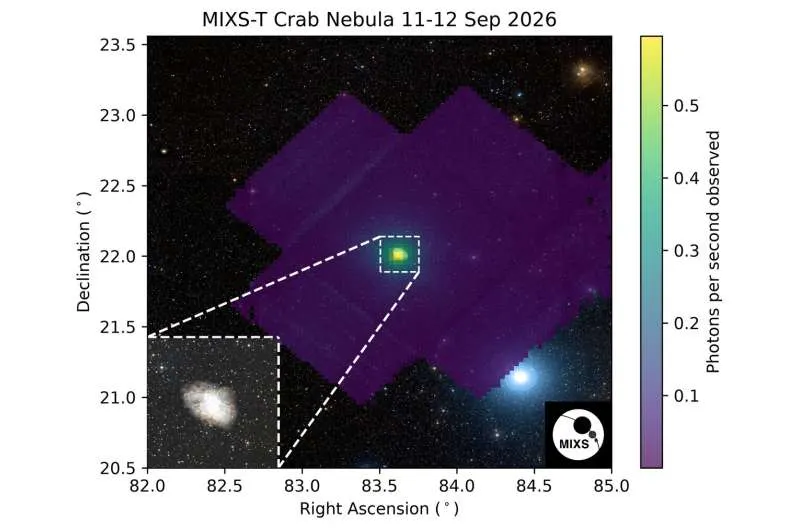 MIXS-T Crab Nebula 11-12 Sep 2026
23.5
23.0
22.5
22.0
21.5
21.0
20.5
Declination (°)
82.0 82.5 83.0 83.5 84.0 84.5 85.0
Right Ascension (°)
MIXS
0.5
0.4
0.3
0.2
0.1
Photons per second observed